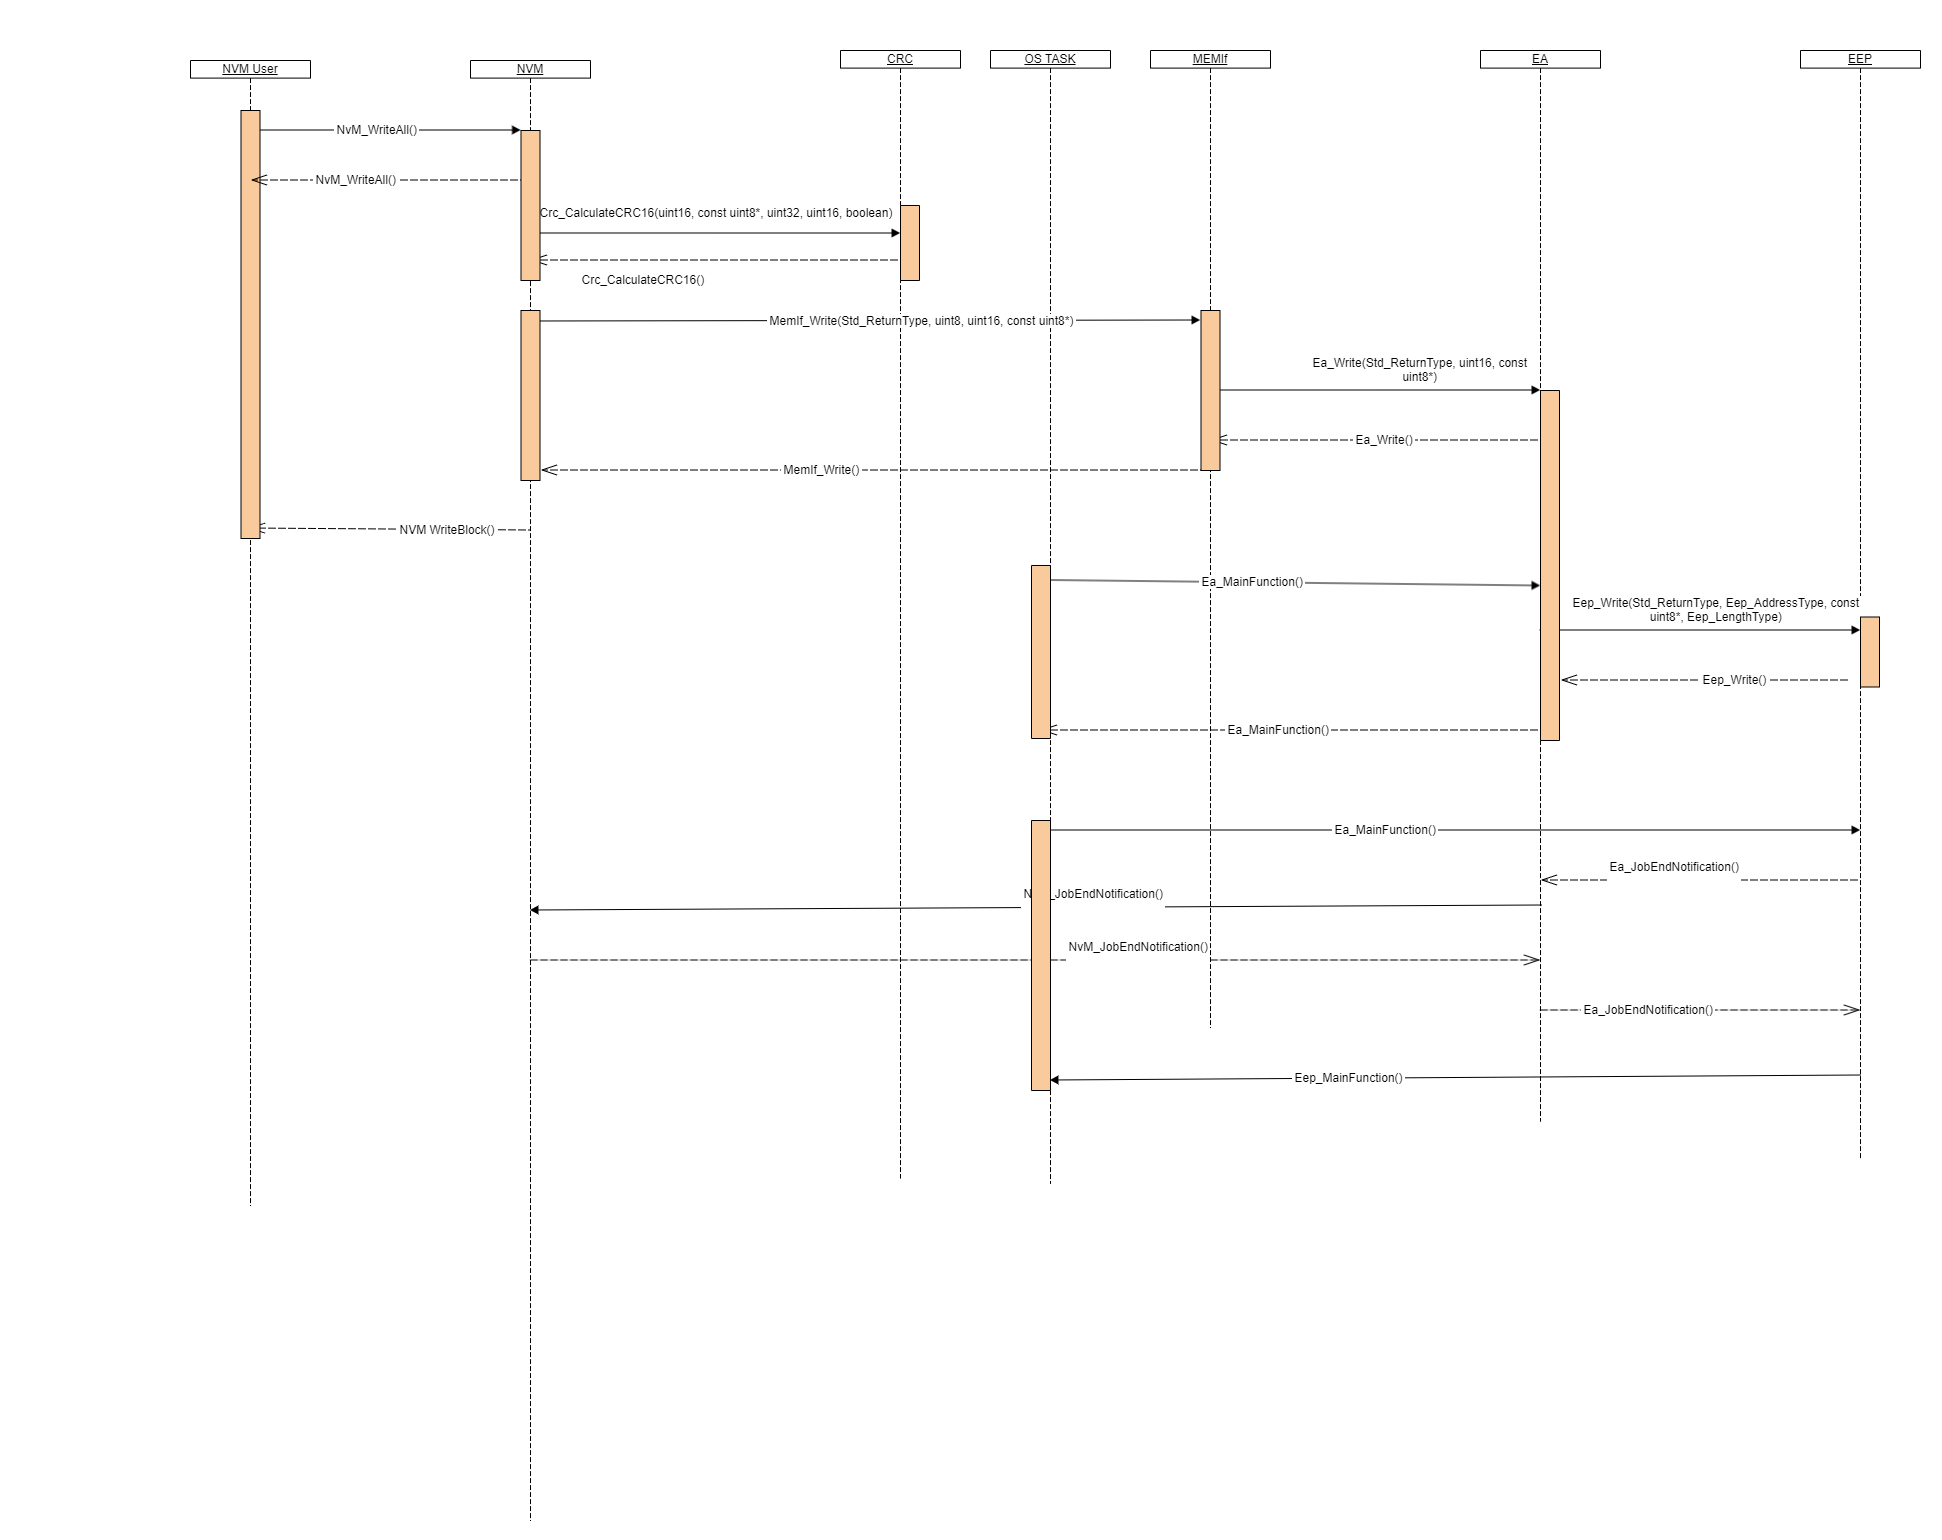 NVM User
NVM
CRC
OS TASK
MEMIf
EA
EEP
NvM_WriteAll()
NvM_WriteAll()
Crc_CalculateCRC16(uint16, const uint8*, uint32, uint16, boolean)
Crc_CalculateCRC16()
MemIf_Write(Std_ReturnType, uint8, uint16, const uint8*)
Ea_Write(Std_ReturnType, uint16, const
uint8*)
Ea_Write()
MemIf_Write()
NVM WriteBlock()
Ea_MainFunction()
Eep_Write(Std_ReturnType, Eep_AddressType, const
uint8*, Eep_LengthType)
Eep_Write()
Ea_MainFunction()
Ea_MainFunction()
Ea_JobEndNotification()
_JobEndNotification()
NvM_JobEndNotification()
Ea_JobEndNotification()
Eep_MainFunction()